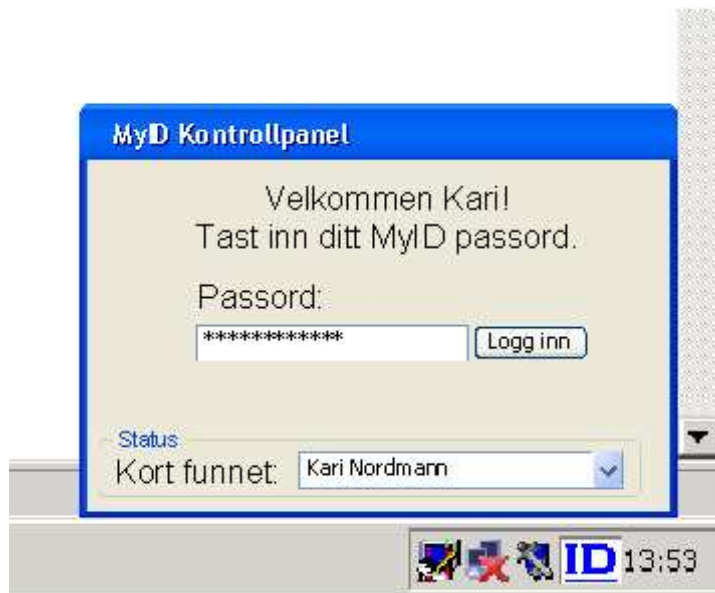 MyID Kontrollpanel
Velkommen Kari!
Tast inn ditt MyID passord.
Passord:
************
Logg inn
Status
Kort funnet: Kari Nordmann
ID 13:53